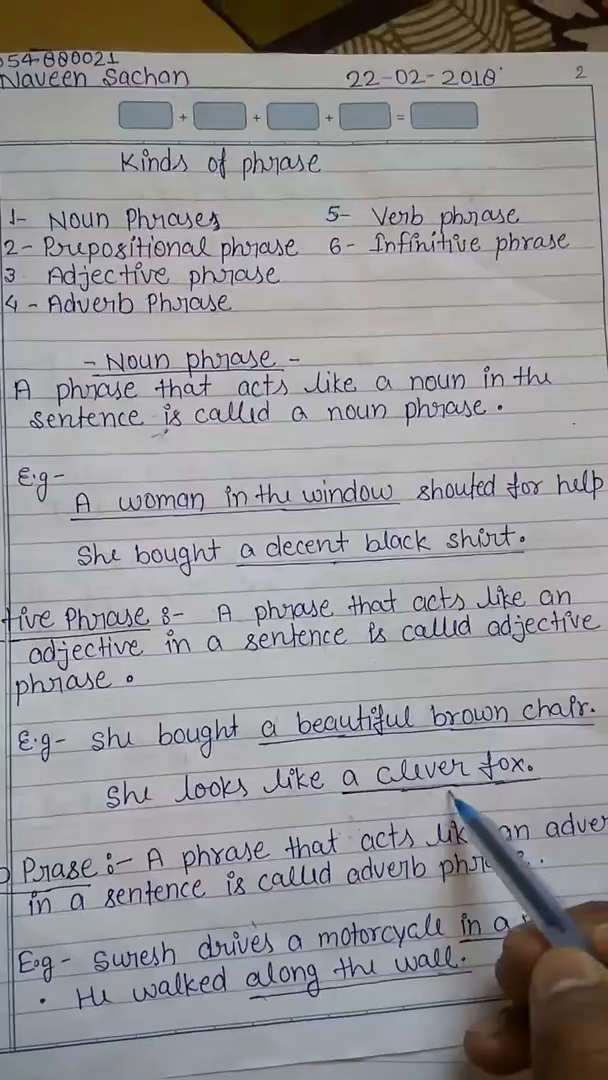 054-880021
Naveen Sachan 22-02-2018 2
+ + + =
Kinds of phrase
1- Noun Phrases 5- Verb phrase
2- Prepositional phrase 6- Infinitive phrase
3 Adjective phrase
4- Adverb Phrase
- Noun phrase -
A phrase that acts like a noun in the
sentence is called a noun phrase.
E.g-
A woman in the window shouted for help
She bought a decent black shirt.
tive Phrase :- A phrase that acts like an
adjective in a sentence is called adjective
phrase.
E.g- She bought a beautiful brown chair.
She looks like a clever fox.
Prase :- A phrase that acts like an adver
in a sentence is called adverb phrase.
E.g- Suresh drives a motorcycle in a
. He walked along the wall.